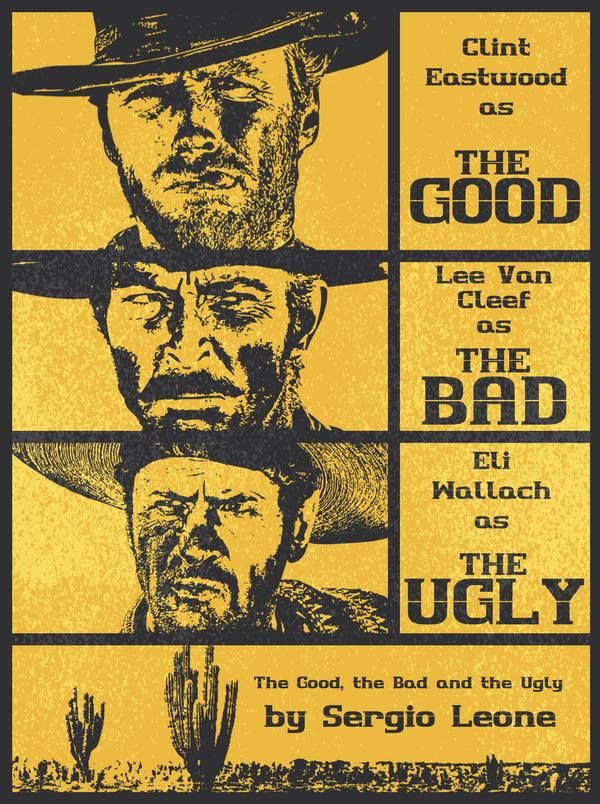 Clint
Eastwood
as
THE
GOOD
Lee Van
Cleef
as
THE
BAD
Eli
Wallach
as
THE
UGLY
The Good, the Bad and the Ugly
by Sergio Leone